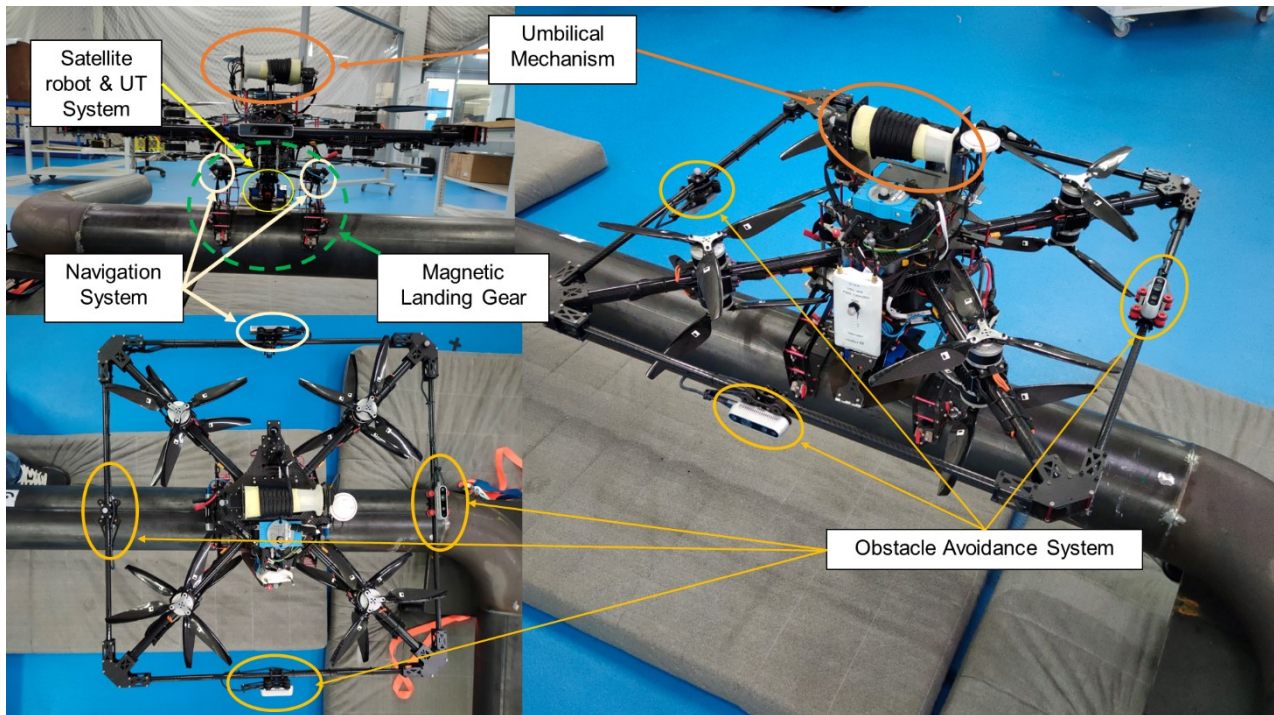 Satellite
robot & UT
System
Umbilical
Mechanism
Navigation
System
Magnetic
Landing Gear
Obstacle Avoidance System